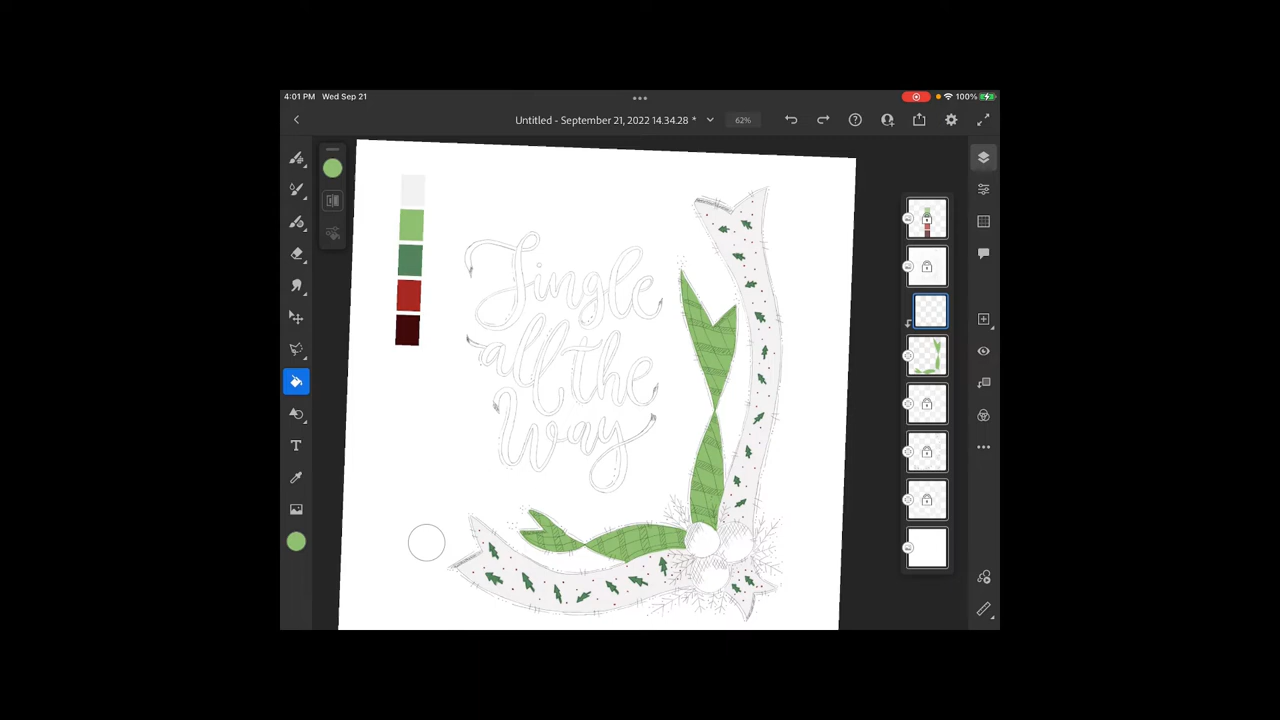 4:01 PM Wed Sep 21
100%
Untitled - September 21, 2022 14.34.28 *
62%
Jingle
all the
Way
T